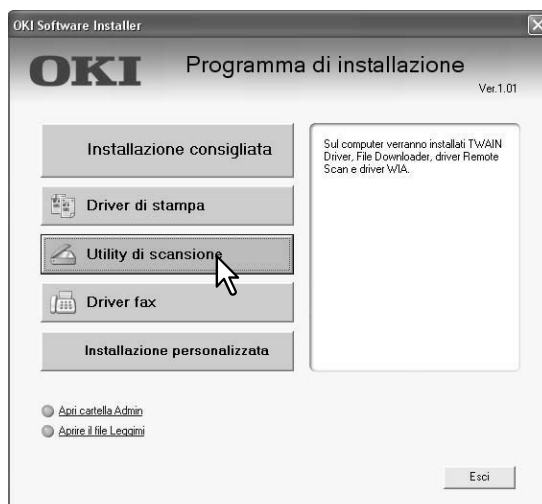 OKI Software Installer
OKI
Programma di installazione
Ver.1.01
Installazione consigliata
Driver di stampa
Utility di scansione
Driver fax
Installazione personalizzata
Sul computer verranno installati TWAIN
Driver, File Downloader, driver Remote
Scan e driver WIA.
Apri cartella Admin
Aprire il file Leggimi
Esci